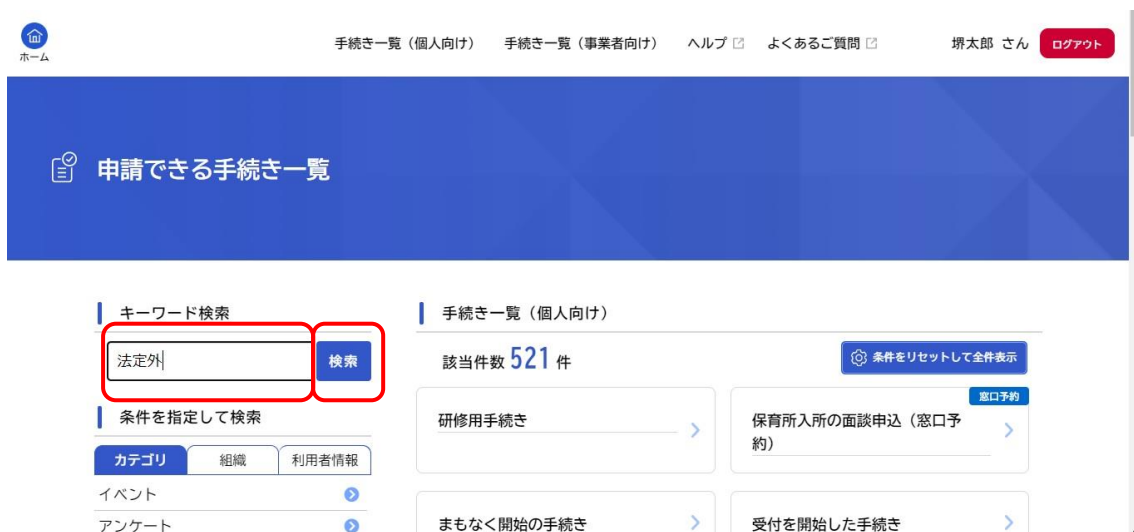 ホーム
手続き一覧（個人向け）
手続き一覧（事業者向け）
ヘルプ
よくあるご質問
堺太郎 さん
ログアウト
申請できる手続き一覧
キーワード検索
法定外
検索
条件を指定して検索
カテゴリ
組織
利用者情報
イベント
アンケート
手続き一覧（個人向け）
該当件数 521 件
条件をリセットして全件表示
研修用手続き
窓口予約
保育所入所の面談申込（窓口予
約）
まもなく開始の手続き
受付を開始した手続き